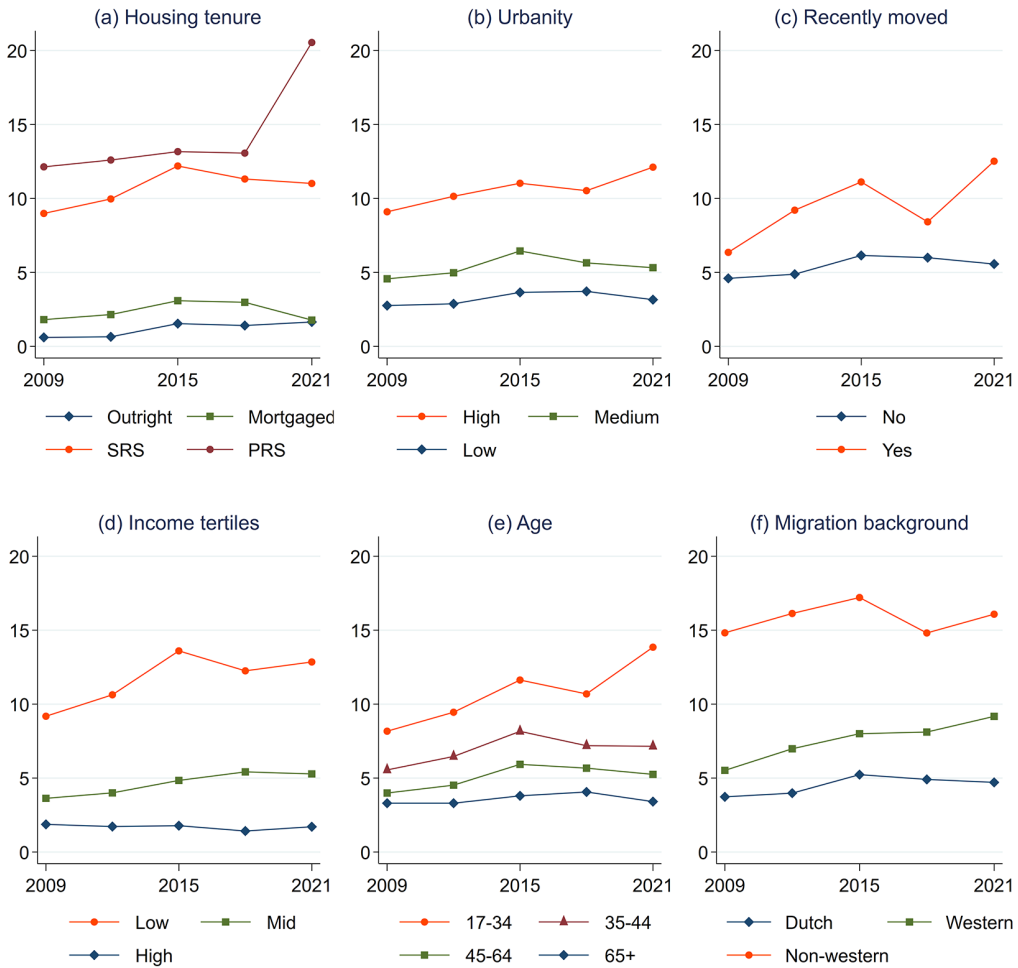 (a) Housing tenure
20
15
10
5
0
2009 2015 2021
Outright Mortgaged
SRS PRS
(b) Urbanity
20
15
10
5
0
2009 2015 2021
High Medium
Low
(c) Recently moved
20
15
10
5
0
2009 2015 2021
No
Yes
(d) Income tertiles
20
15
10
5
0
2009 2015 2021
Low Mid
High
(e) Age
20
15
10
5
0
2009 2015 2021
17-34 35-44
45-64 65+
(f) Migration background
20
15
10
5
0
2009 2015 2021
Dutch Western
Non-western